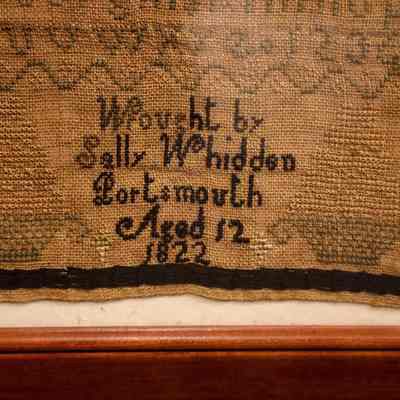 Wrought by
Sally Whidden
Portsmouth
Aged 12
1822